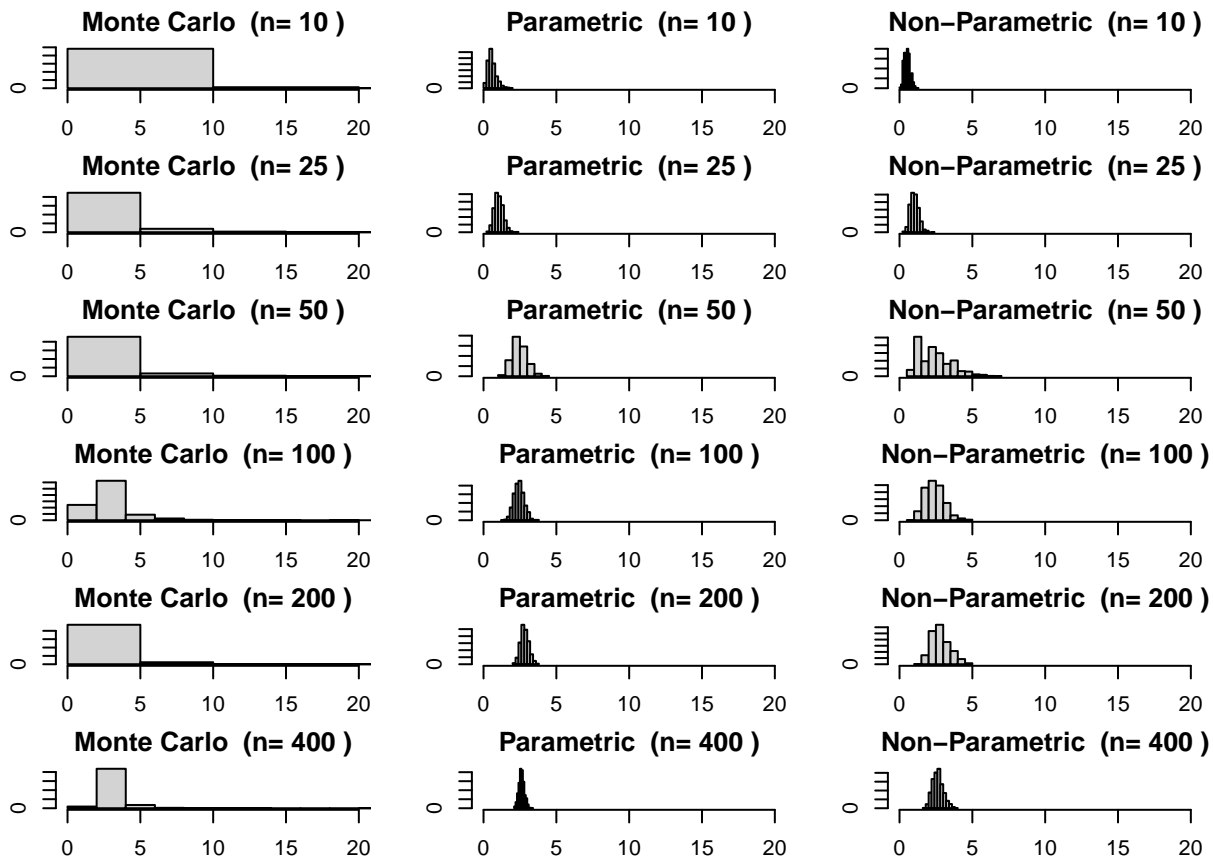 Monte Carlo (n= 10 )
Parametric (n= 10 )
Non−Parametric (n= 10 )
0
0
0
0 5 10 15 20
0 5 10 15 20
0 5 10 15 20
Monte Carlo (n= 25 )
Parametric (n= 25 )
Non−Parametric (n= 25 )
0
0
0
0 5 10 15 20
0 5 10 15 20
0 5 10 15 20
Monte Carlo (n= 50 )
Parametric (n= 50 )
Non−Parametric (n= 50 )
0
0
0
0 5 10 15 20
0 5 10 15 20
0 5 10 15 20
Monte Carlo (n= 100 )
Parametric (n= 100 )
Non−Parametric (n= 100 )
0
0
0
0 5 10 15 20
0 5 10 15 20
0 5 10 15 20
Monte Carlo (n= 200 )
Parametric (n= 200 )
Non−Parametric (n= 200 )
0
0
0
0 5 10 15 20
0 5 10 15 20
0 5 10 15 20
Monte Carlo (n= 400 )
Parametric (n= 400 )
Non−Parametric (n= 400 )
0
0
0
0 5 10 15 20
0 5 10 15 20
0 5 10 15 20